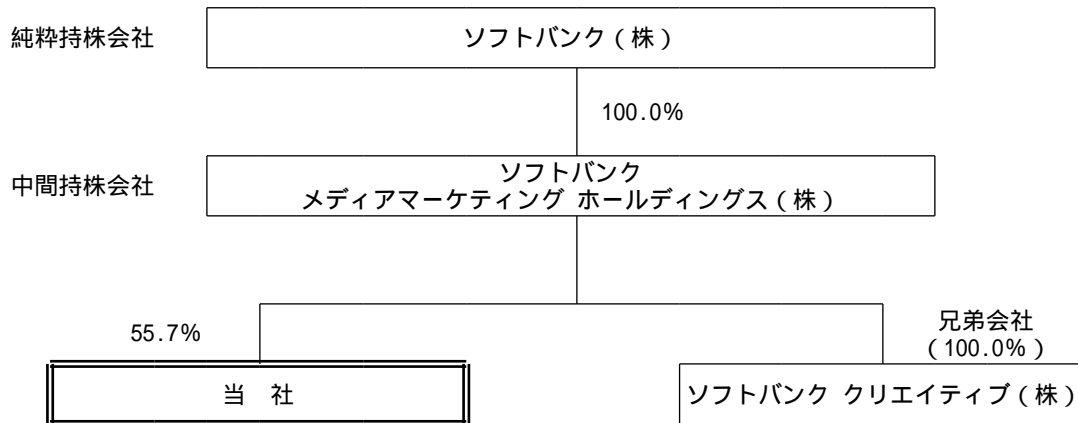 純粋持株会社
ソフトバンク(株)
100.0%
中間持株会社
ソフトバンク
メディアマーケティング ホールディングス(株)
55.7%
兄弟会社
(100.0%)
当 社
ソフトバンク クリエイティブ(株)